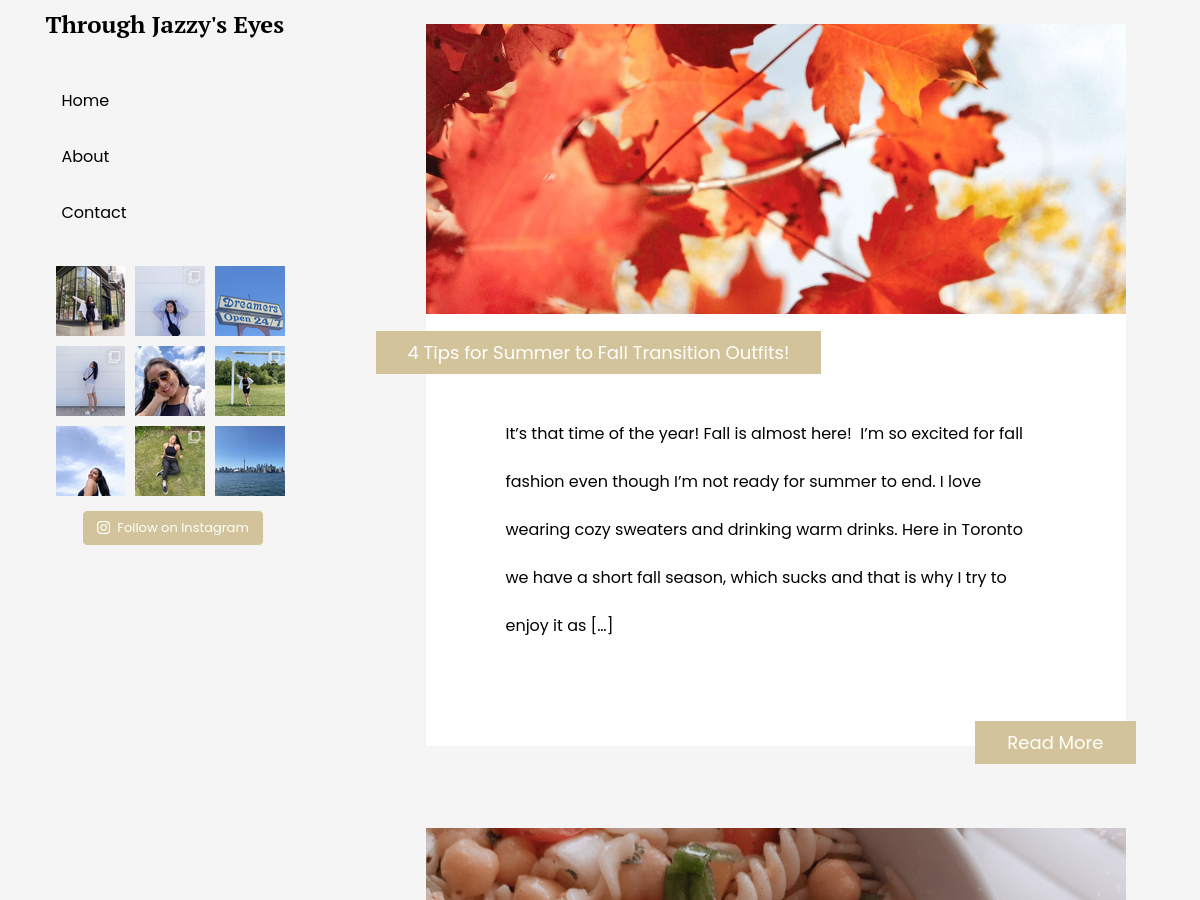 Through Jazzy's Eyes
Home
About
Contact
Dreamers
Open 24/7
Follow on Instagram
4 Tips for Summer to Fall Transition Outfits!
It’s that time of the year! Fall is almost here!  I’m so excited for fall
fashion even though I’m not ready for summer to end. I love
wearing cozy sweaters and drinking warm drinks. Here in Toronto
we have a short fall season, which sucks and that is why I try to
enjoy it as […]
Read More